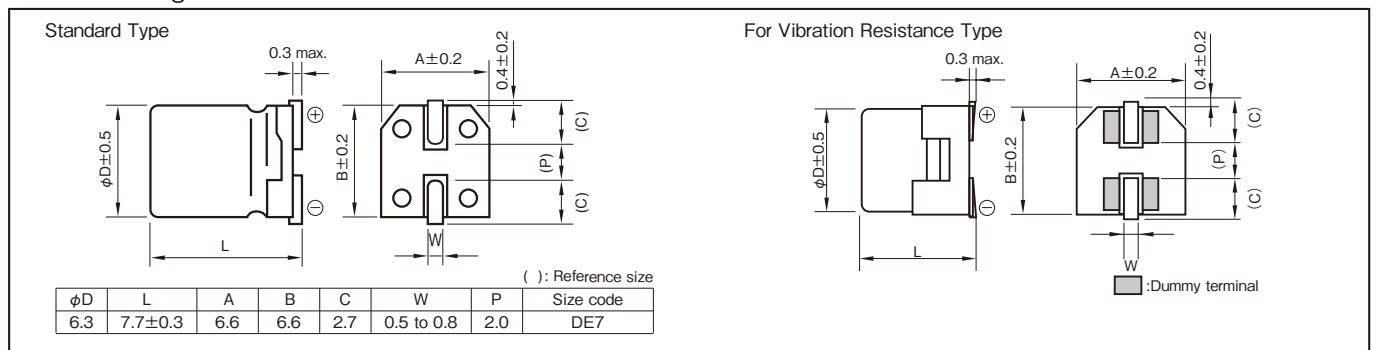 Standard Type
0.3 max.
A±0.2
0.4±0.2
φD±0.5
B±0.2
(C)
(P)
(C)
⊕
⊖
L
W
( ): Reference size
φD L A B C W P Size code
6.3 7.7±0.3 6.6 6.6 2.7 0.5 to 0.8 2.0 DE7
For Vibration Resistance Type
0.3 max.
A±0.2
0.4±0.2
φD±0.5
B±0.2
(C)
(P)
(C)
⊕
⊖
L
W
:Dummy terminal